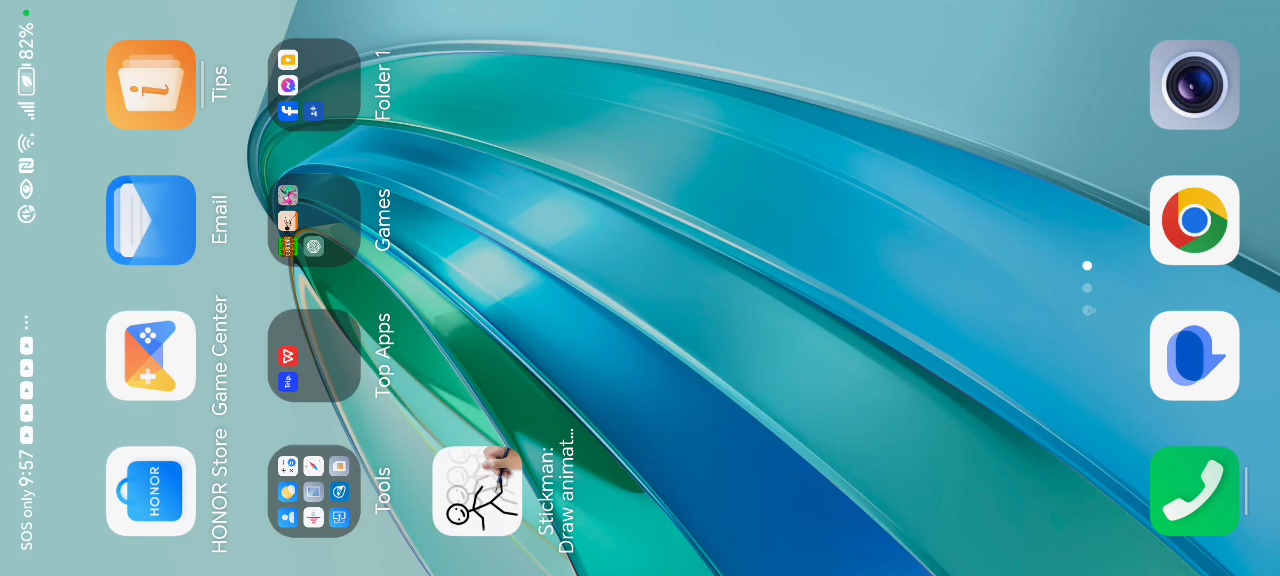 SOS only 9:57
82%
HONOR
HONOR Store
Game Center
Email
Tips
Tools
Trip.
Top Apps
Games
Folder 1
Stickman:
Draw animat...